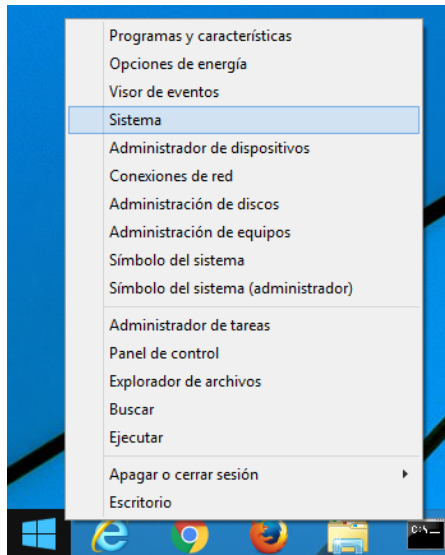 Programas y características
Opciones de energía
Visor de eventos
Sistema
Administrador de dispositivos
Conexiones de red
Administración de discos
Administración de equipos
Símbolo del sistema
Símbolo del sistema (administrador)
Administrador de tareas
Panel de control
Explorador de archivos
Buscar
Ejecutar
Apagar o cerrar sesión
Escritorio
C:\